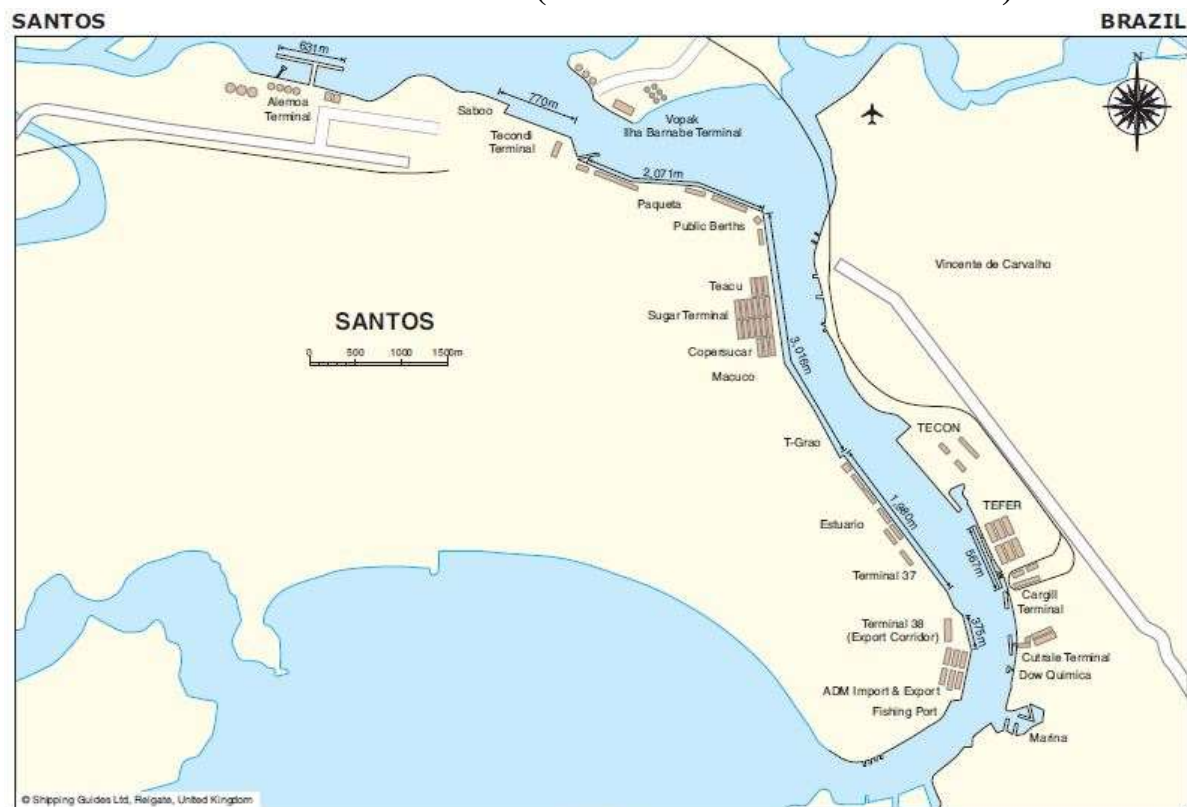 SANTOS
BRAZIL
631m
N
Alemoa
Terminal
770m
Saboo
Vopak
Ilha Barnabe Terminal
Tecondi
Terminal
2,071m
Paqueta
Public Berths
Vincente de Carvalho
Teacu
Sugar Terminal
SANTOS
0 500 1000 1500m
3,016m
Copersucar
Macuco
TECON
T-Grao
1,980m
TEFER
Estuario
567m
Terminal 37
Cargill
Terminal
Terminal 38
(Export Corridor)
375m
Cutrale Terminal
Dow Quimica
ADM Import & Export
Fishing Port
Marina
© Shipping Guides Ltd, Reigate, United Kingdom